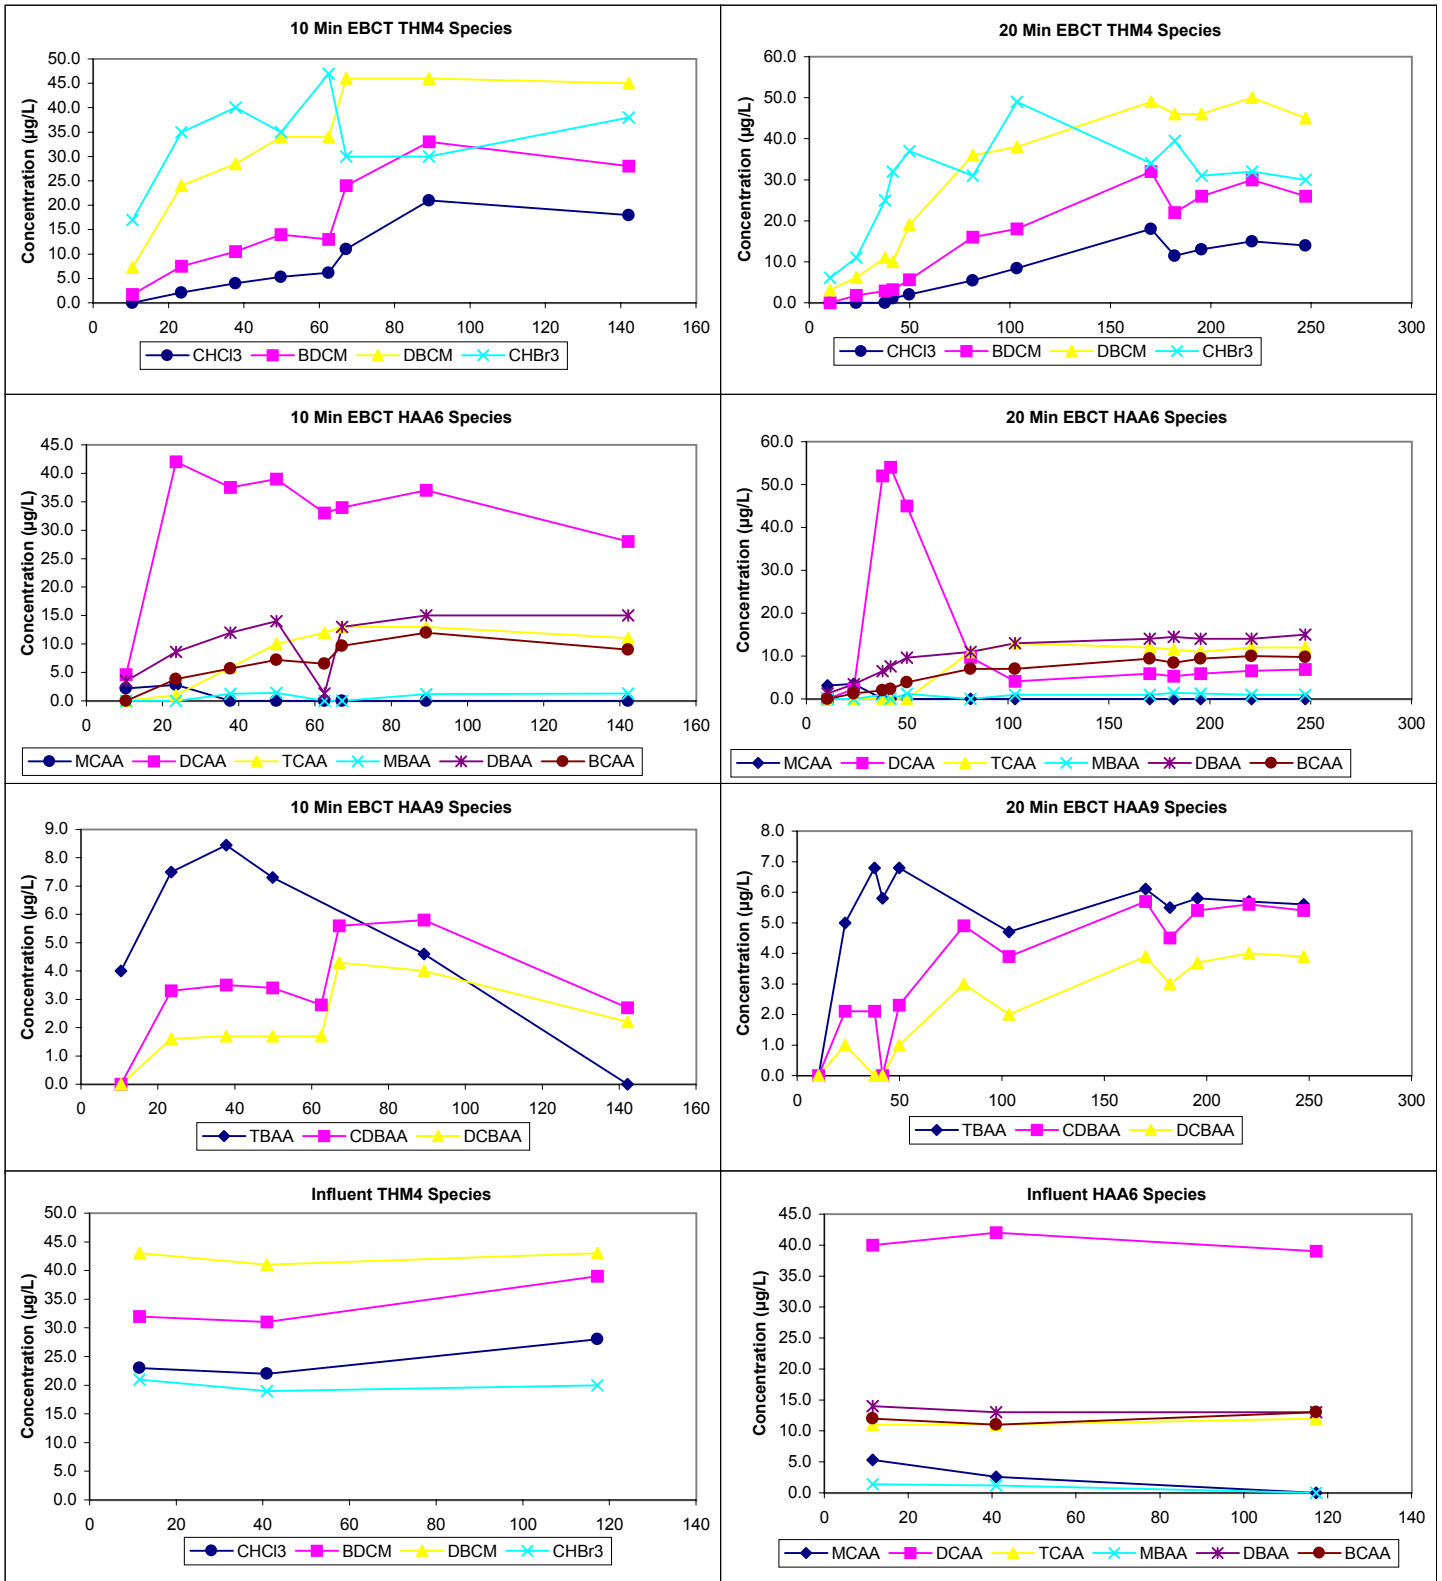 10 Min EBCT THM4 Species
Concentration (µg/L)
50.0
45.0
40.0
35.0
30.0
25.0
20.0
15.0
10.0
5.0
0.0
0 20 40 60 80 100 120 140 160
CHCl3 BDCM DBCM CHBr3
20 Min EBCT THM4 Species
Concentration (µg/L)
60.0
50.0
40.0
30.0
20.0
10.0
0.0
0 50 100 150 200 250 300
CHCl3 BDCM DBCM CHBr3
10 Min EBCT HAA6 Species
Concentration (µg/L)
45.0
40.0
35.0
30.0
25.0
20.0
15.0
10.0
5.0
0.0
0 20 40 60 80 100 120 140 160
MCAA DCAA TCAA MBAA DBAA BCAA
20 Min EBCT HAA6 Species
Concentration (µg/L)
60.0
50.0
40.0
30.0
20.0
10.0
0.0
0 50 100 150 200 250 300
MCAA DCAA TCAA MBAA DBAA BCAA
10 Min EBCT HAA9 Species
Concentration (µg/L)
9.0
8.0
7.0
6.0
5.0
4.0
3.0
2.0
1.0
0.0
0 20 40 60 80 100 120 140 160
TBAA CDBAA DCBAA
20 Min EBCT HAA9 Species
Concentration (µg/L)
8.0
7.0
6.0
5.0
4.0
3.0
2.0
1.0
0.0
0 50 100 150 200 250 300
TBAA CDBAA DCBAA
Influent THM4 Species
Concentration (µg/L)
50.0
45.0
40.0
35.0
30.0
25.0
20.0
15.0
10.0
5.0
0.0
0 20 40 60 80 100 120 140
CHCl3 BDCM DBCM CHBr3
Influent HAA6 Species
Concentration (µg/L)
45.0
40.0
35.0
30.0
25.0
20.0
15.0
10.0
5.0
0.0
0 20 40 60 80 100 120 140
MCAA DCAA TCAA MBAA DBAA BCAA